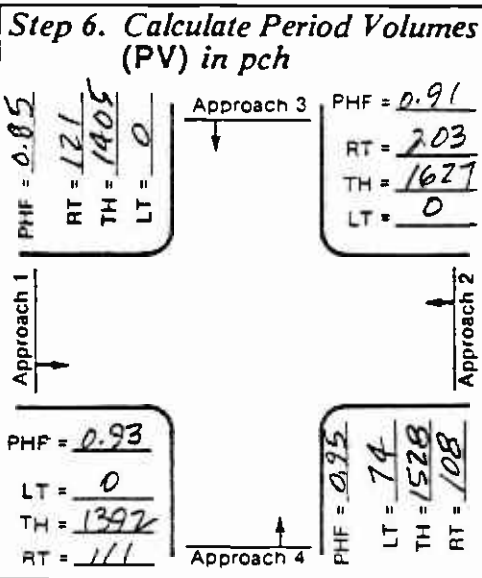 Step 6. Calculate Period Volumes
(PV) in pch
PHF = 0.85
RT = 121
TH = 1405
LT = 0
Approach 3
PHF = 0.91
RT = 203
TH = 1627
LT = 0
Approach 1
Approach 2
PHF = 0.93
LT = 0
TH = 1392
RT = 111
Approach 4
PHF = 0.95
LT = 74
TH = 1528
RT = 108